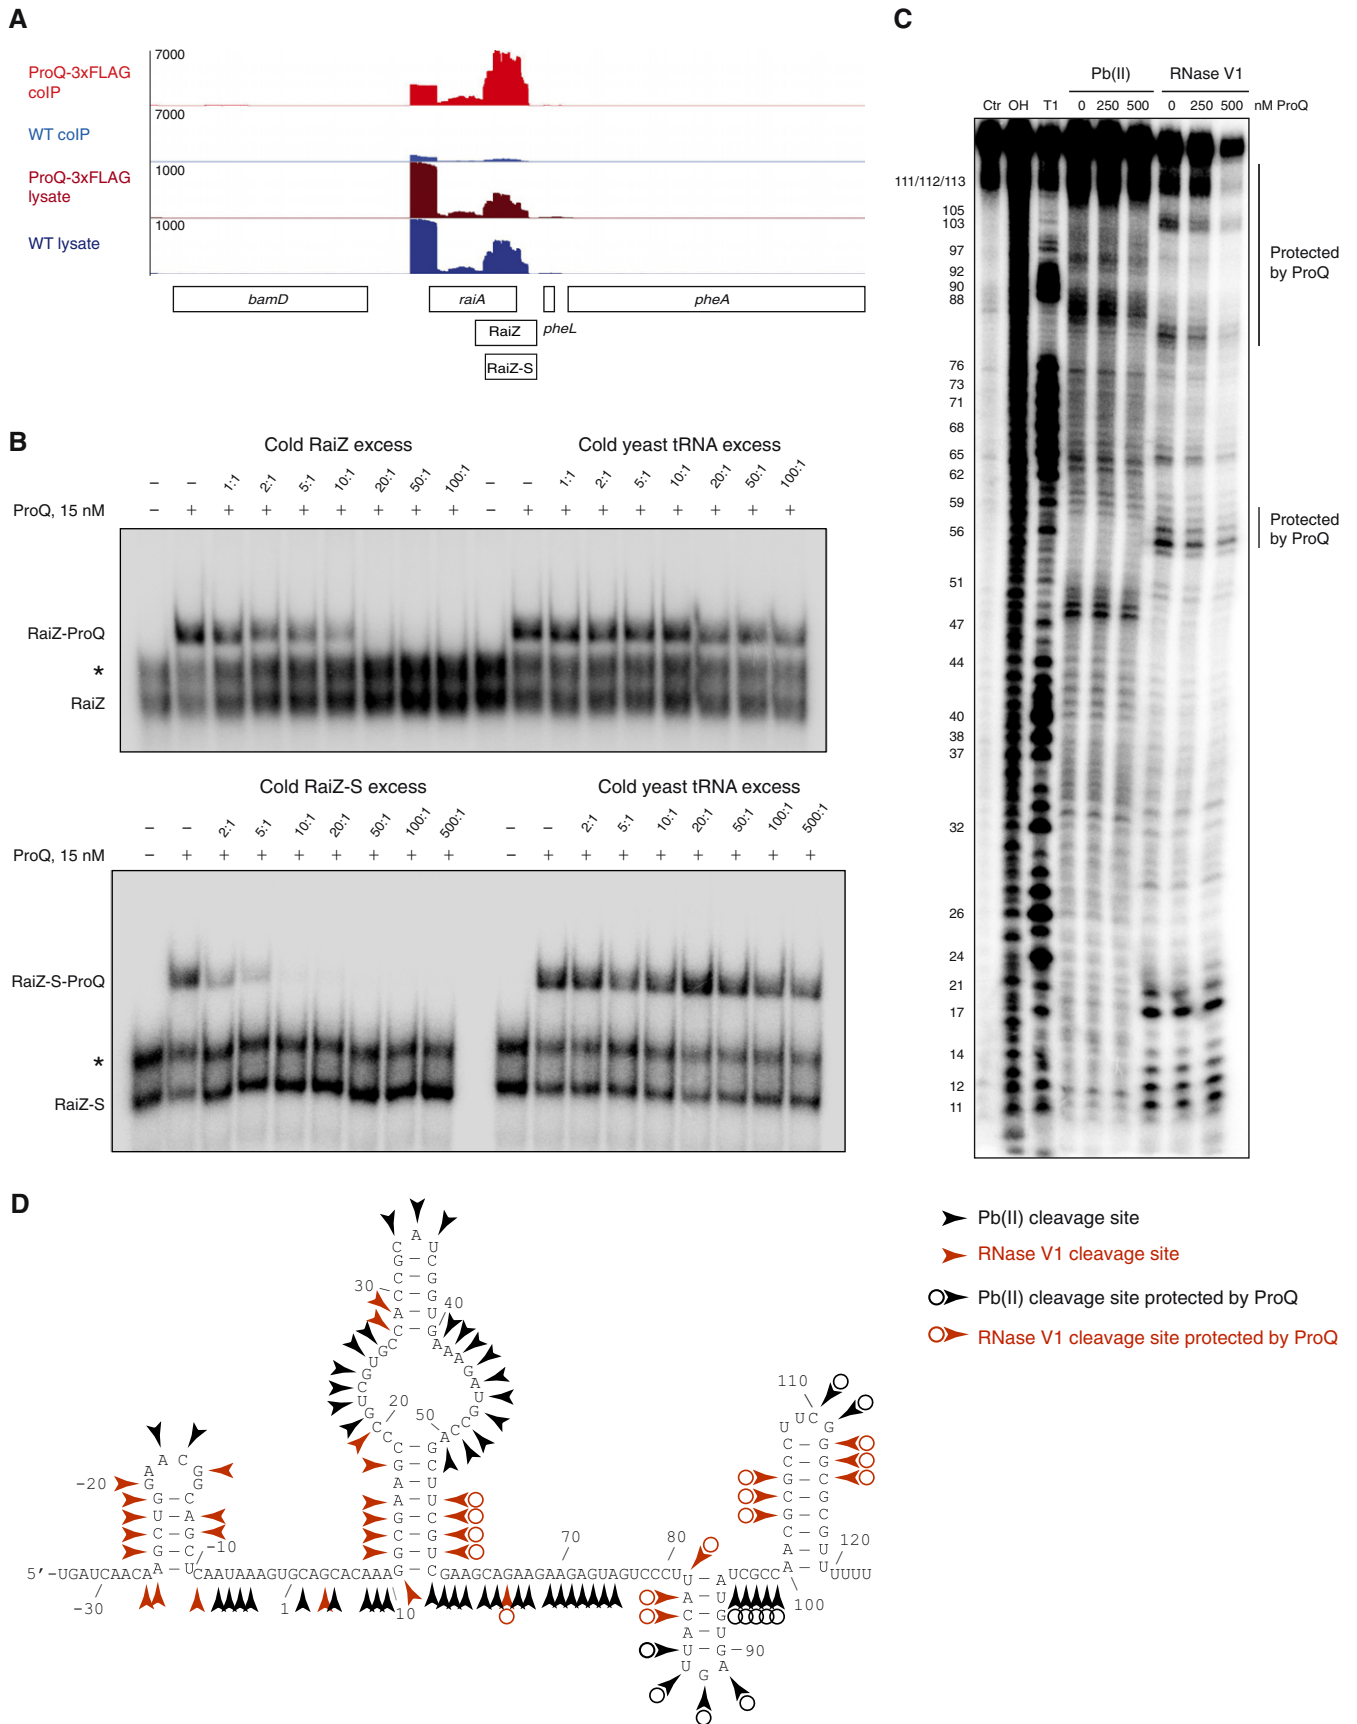 A
7000
ProQ-3xFLAG
coIP
7000
WT coIP
1000
ProQ-3xFLAG
lysate
1000
WT lysate
bamD
raiA
pheA
RaiZ
pheL
RaiZ-S
B
Cold RaiZ excess
Cold yeast tRNA excess
– – 1:1 2:1 5:1 10:1 20:1 50:1 100:1 – – 1:1 2:1 5:1 10:1 20:1 50:1 100:1
ProQ, 15 nM – + + + + + + + + – + + + + + + + +
RaiZ-ProQ
*
RaiZ
Cold RaiZ-S excess
Cold yeast tRNA excess
– – 2:1 5:1 10:1 20:1 50:1 100:1 500:1 – – 2:1 5:1 10:1 20:1 50:1 100:1 500:1
ProQ, 15 nM – + + + + + + + + – + + + + + + + +
RaiZ-S-ProQ
*
RaiZ-S
C
Pb(II)
RNase V1
Ctr OH T1 0 250 500 0 250 500 nM ProQ
111/112/113
105
103
97
92
90
88
76
73
71
68
65
62
59
56
51
47
44
40
38
37
32
26
24
21
17
14
12
11
Protected
by ProQ
Protected
by ProQ
D
Pb(II) cleavage site
RNase V1 cleavage site
Pb(II) cleavage site protected by ProQ
RNase V1 cleavage site protected by ProQ
30
40
20
50
-20
-10
110
120
70
80
5'-UGAUCAACA
CAAUAAAGUGCAGCACAAA
CGAAGCAGAAGAAGAGUAGUCCCU
AUCGCC
UUUU
-30
1
10
100
90